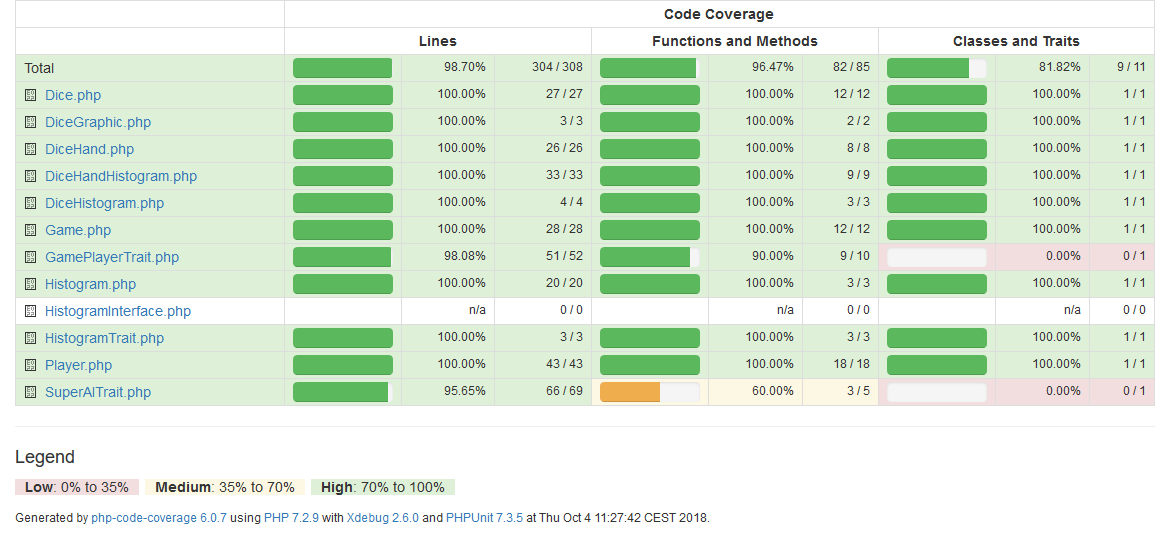 Code Coverage
Lines Functions and Methods Classes and Traits
Total 98.70% 304 / 308 96.47% 82 / 85 81.82% 9 / 11
Dice.php 100.00% 27 / 27 100.00% 12 / 12 100.00% 1 / 1
DiceGraphic.php 100.00% 3 / 3 100.00% 2 / 2 100.00% 1 / 1
DiceHand.php 100.00% 26 / 26 100.00% 8 / 8 100.00% 1 / 1
DiceHandHistogram.php 100.00% 33 / 33 100.00% 9 / 9 100.00% 1 / 1
DiceHistogram.php 100.00% 4 / 4 100.00% 3 / 3 100.00% 1 / 1
Game.php 100.00% 28 / 28 100.00% 12 / 12 100.00% 1 / 1
GamePlayerTrait.php 98.08% 51 / 52 90.00% 9 / 10 0.00% 0 / 1
Histogram.php 100.00% 20 / 20 100.00% 3 / 3 100.00% 1 / 1
HistogramInterface.php n/a 0 / 0 n/a 0 / 0 n/a 0 / 0
HistogramTrait.php 100.00% 3 / 3 100.00% 3 / 3 100.00% 1 / 1
Player.php 100.00% 43 / 43 100.00% 18 / 18 100.00% 1 / 1
SuperAITrait.php 95.65% 66 / 69 60.00% 3 / 5 0.00% 0 / 1
Legend
Low: 0% to 35% Medium: 35% to 70% High: 70% to 100%
Generated by php-code-coverage 6.0.7 using PHP 7.2.9 with Xdebug 2.6.0 and PHPUnit 7.3.5 at Thu Oct 4 11:27:42 CEST 2018.